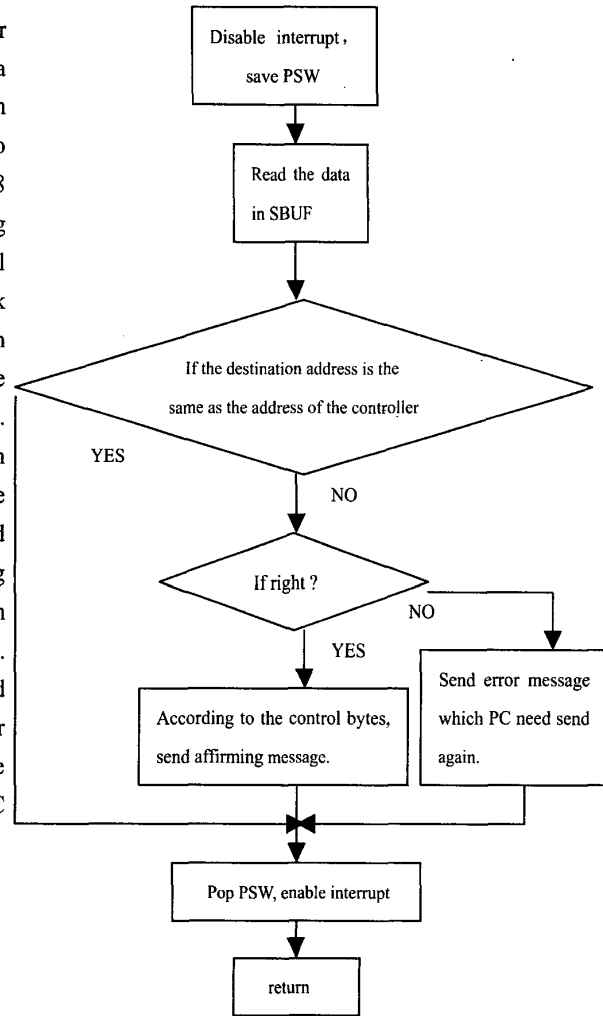 r
a
n
o
8
g
l
k
n
e
.
n
e
d
g
n
.
d
r
e
C
Disable interrupt,
save PSW
Read the data
in SBUF
If the destination address is the
same as the address of the controller
YES
NO
If right ?
NO
YES
According to the control bytes,
send affirming message.
Send error message
which PC need send
again.
Pop PSW, enable interrupt
return